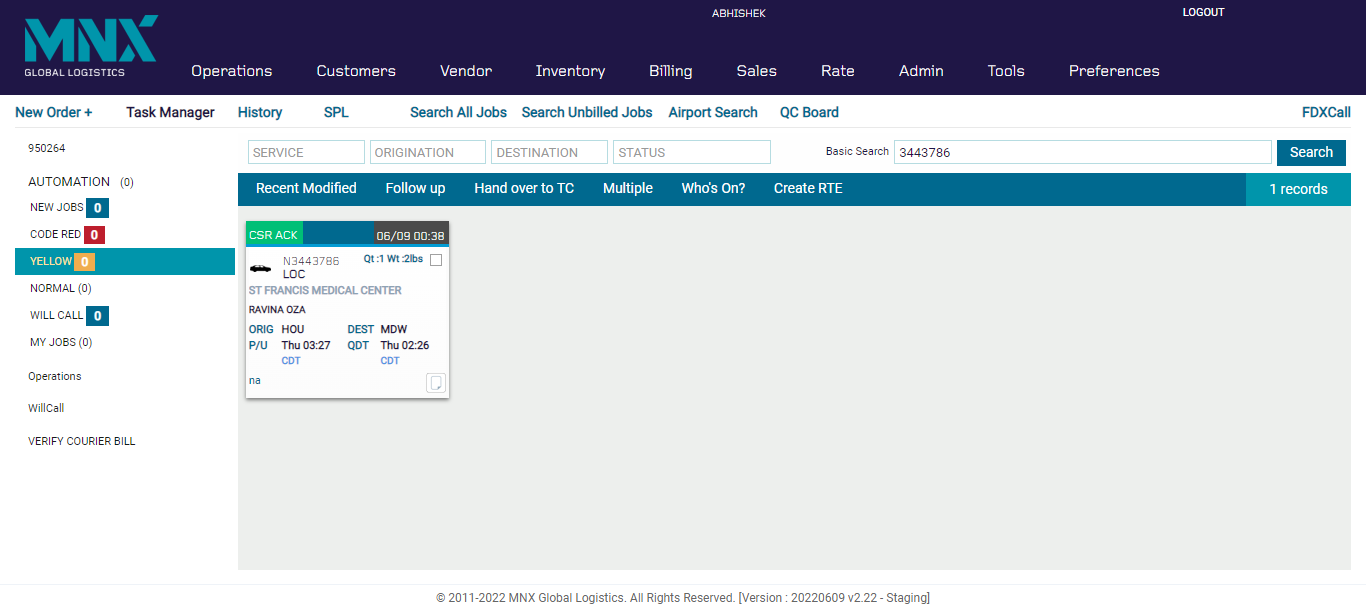 ABHISHEK
LOGOUT
MNX
GLOBAL LOGISTICS
Operations Customers Vendor Inventory Billing Sales Rate Admin Tools Preferences
New Order + Task Manager History SPL Search All Jobs Search Unbilled Jobs Airport Search QC Board FDXCall
950264
SERVICE ORIGINATION DESTINATION STATUS Basic Search 3443786 Search
AUTOMATION (0)
NEW JOBS 0
CODE RED 0
YELLOW 0
NORMAL (0)
WILL CALL 0
MY JOBS (0)
Operations
WillCall
VERIFY COURIER BILL
Recent Modified Follow up Hand over to TC Multiple Who's On? Create RTE 1 records
CSR ACK 06/09 00:38
N3443786 Qt :1 Wt :2lbs
LOC
ST FRANCIS MEDICAL CENTER
RAVINA OZA
ORIG HOU DEST MDW
P/U Thu 03:27 QDT Thu 02:26
CDT CDT
na
© 2011-2022 MNX Global Logistics. All Rights Reserved. [Version : 20220609 v2.22 - Staging]